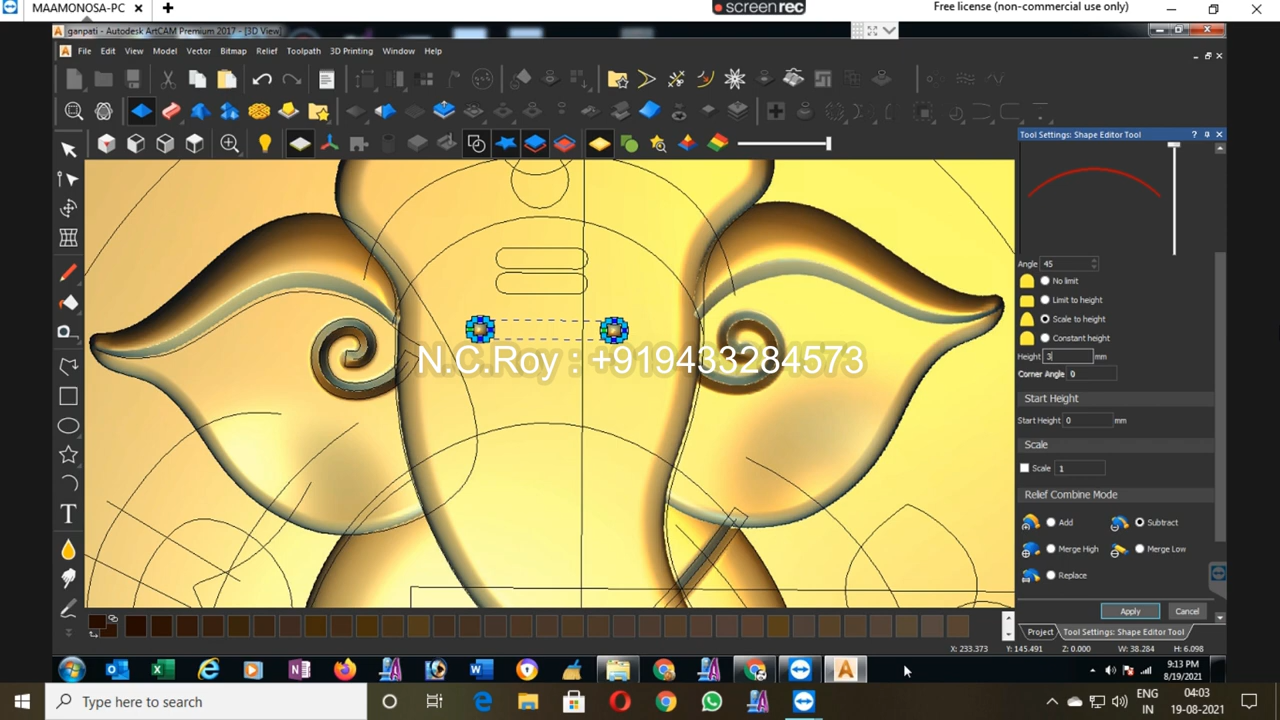 MAAMONOSA-PC
screenrec
Free license (non-commercial use only)
ganpati - Autodesk ArtCAM Premium 2017 - [3D View]
File Edit View Model Vector Bitmap Relief Toolpath 3D Printing Window Help
Tool Settings: Shape Editor Tool
Angle 45
No limit
Limit to height
Scale to height
Constant height
Height 3 mm
Corner Angle 0
Start Height
Start Height 0 mm
Scale
Scale 1
Relief Combine Mode
Add Subtract
Merge High Merge Low
Replace
Apply Cancel
Project Tool Settings: Shape Editor Tool
N.C.Roy : +919433284573
X: 233.373 Y: 145.491 Z: 0.000 W: 38.284 H: 6.098
9:13 PM
8/19/2021
Type here to search
ENG
IN
04:03
19-08-2021